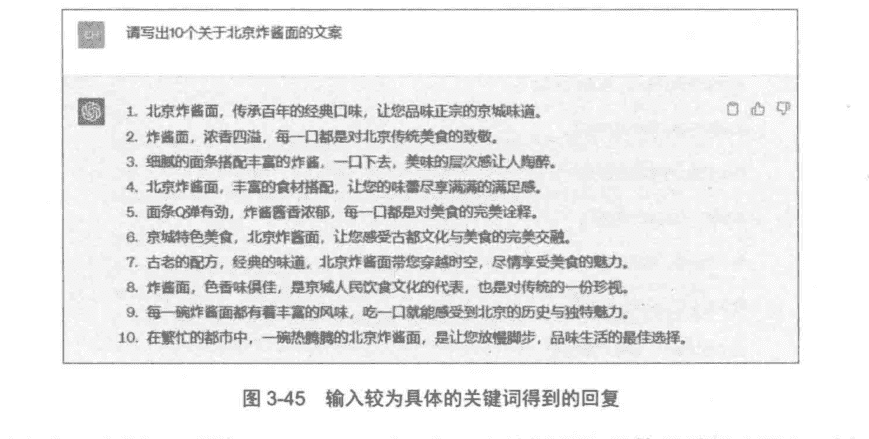 CH
请写出10个关于北京炸酱面的文案
1. 北京炸酱面，传承百年的经典口味，让您品味正宗的京城味道。
2. 炸酱面，浓香四溢，每一口都是对北京传统美食的致敬。
3. 细腻的面条搭配丰富的炸酱，一口下去，美味的层次感让人陶醉。
4. 北京炸酱面，丰富的食材搭配，让您的味蕾尽享满满的满足感。
5. 面条Q弹有劲，炸酱酱香浓郁，每一口都是对美食的完美诠释。
6. 京城特色美食，北京炸酱面，让您感受古都文化与美食的完美交融。
7. 古老的配方，经典的味道，北京炸酱面带您穿越时空，尽情享受美食的魅力。
8. 炸酱面，色香味俱佳，是京城人民饮食文化的代表，也是对传统的一份珍视。
9. 每一碗炸酱面都有着丰富的风味，吃一口就能感受到北京的历史与独特魅力。
10. 在繁忙的都市中，一碗热腾腾的北京炸酱面，是让您放慢脚步，品味生活的最佳选择。
图 3-45 输入较为具体的关键词得到的回复